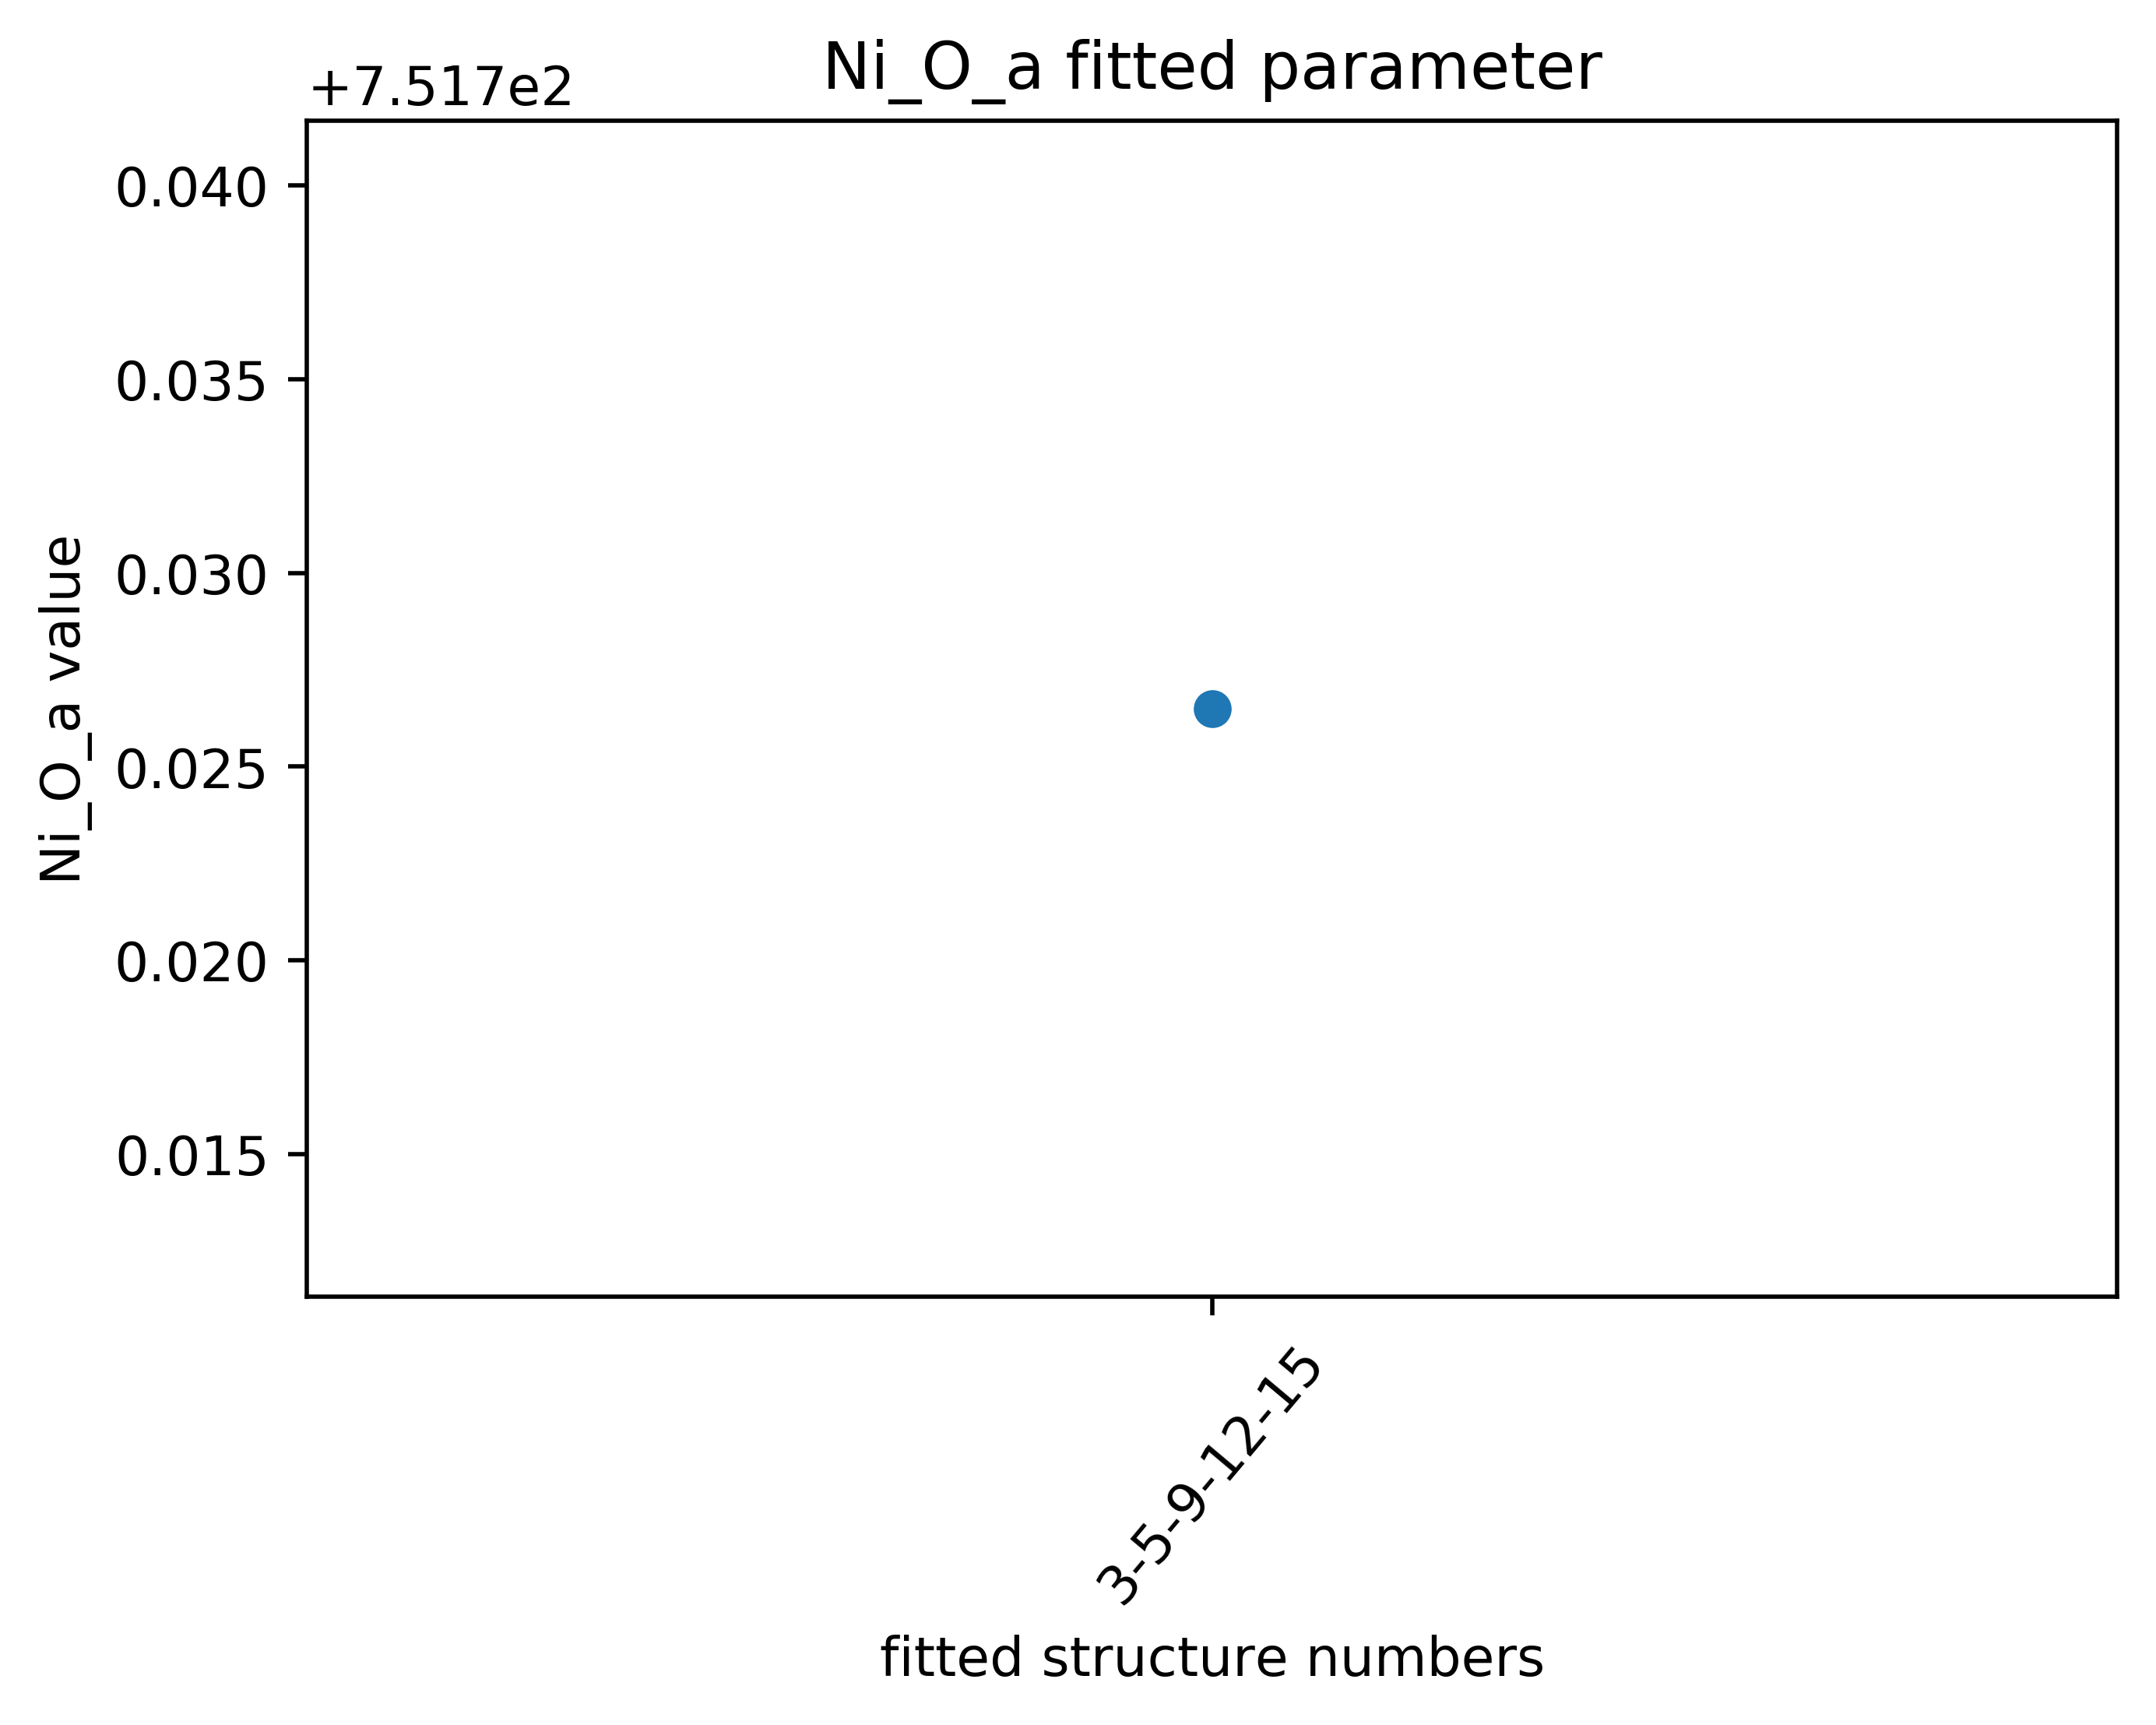 Ni_O_a fitted parameter
+7.517e2
0.040
0.035
0.030
0.025
0.020
0.015
Ni_O_a value
3-5-9-12-15
fitted structure numbers